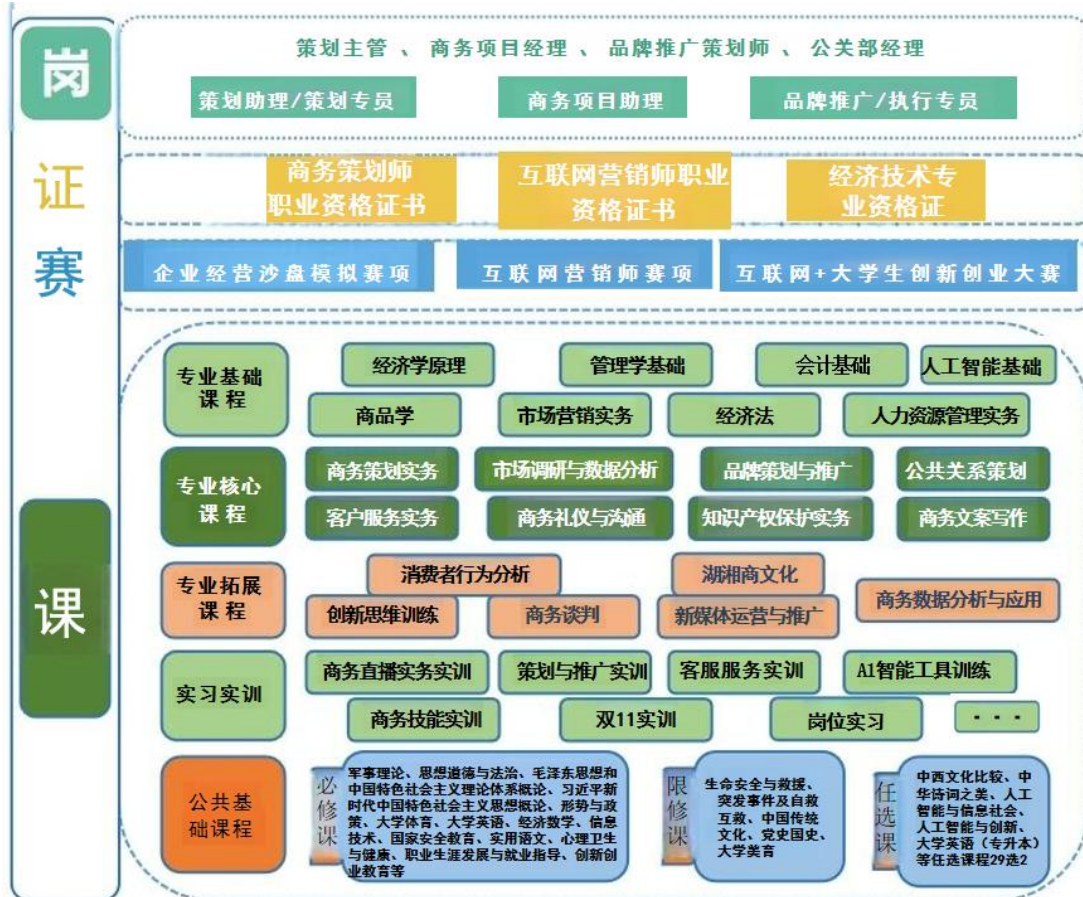 岗
策划主管 、 商务项目经理 、 品牌推广策划师 、 公关部经理
策划助理/策划专员
商务项目助理
品牌推广/执行专员
证
商务策划师
职业资格证书
互联网营销师职业
资格证书
经济技术专
业资格证
赛
企业经营沙盘模拟赛项
互联网营销师赛项
互联网+大学生创新创业大赛
课
专业基础
课 程
经济学原理
管理学基础
会计基础
人工智能基础
商品学
市场营销实务
经济法
人力资源管理实务
专业核心
课 程
商务策划实务
市场调研与数据分析
品牌策划与推广
公共关系策划
客户服务实务
商务礼仪与沟通
知识产权保护实务
商务文案写作
专业拓展
课 程
消费者行为分析
湖湘商文化
商务数据分析与应用
创新思维训练
商务谈判
新媒体运营与推广
实习实训
商务直播实务实训
策划与推广实训
客服服务实训
A1智能工具训练
商务技能实训
双11实训
岗位实习
···
公共基
础课程
必修课
军事理论、思想道德与法治、毛泽东思想和
中国特色社会主义理论体系概论、习近平新
时代中国特色社会主义思想概论、形势与政
策、大学体育、大学英语、经济数学、信息
技术、国家安全教育、实用语文、心理卫生
与健康、职业生涯发展与就业指导、创新创
业教育等
限修课
生命安全与救援、
突发事件及自救
互救、中国传统
文化、党史国史、
大学美育
任选课
中西文化比较、中
华诗词之美、人工
智能与信息社会、
人工智能与创新、
大学英语（专升本）
等任选课程29选2